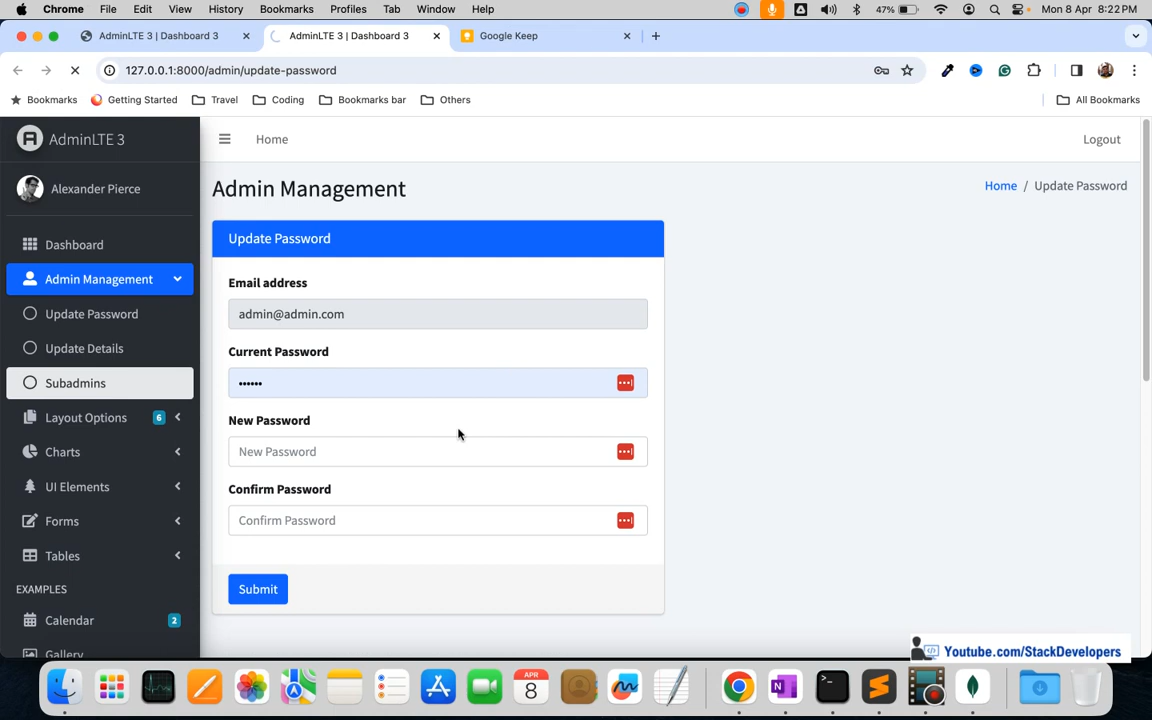 Chrome File Edit View History Bookmarks Profiles Tab Window Help 47% Mon 8 Apr 8:22PM
AdminLTE 3 | Dashboard 3 AdminLTE 3 | Dashboard 3 Google Keep
127.0.0.1:8000/admin/update-password
Bookmarks Getting Started Travel Coding Bookmarks bar Others All Bookmarks
AdminLTE 3 Home Logout
Alexander Pierce
Admin Management Home / Update Password
Dashboard
Admin Management
Update Password
Update Details
Subadmins
Layout Options 6
Charts
UI Elements
Forms
Tables
EXAMPLES
Calendar 2
Gallery
Update Password
Email address
admin@admin.com
Current Password
••••••
New Password
New Password
Confirm Password
Confirm Password
Submit
Youtube.com/StackDevelopers
APR
8